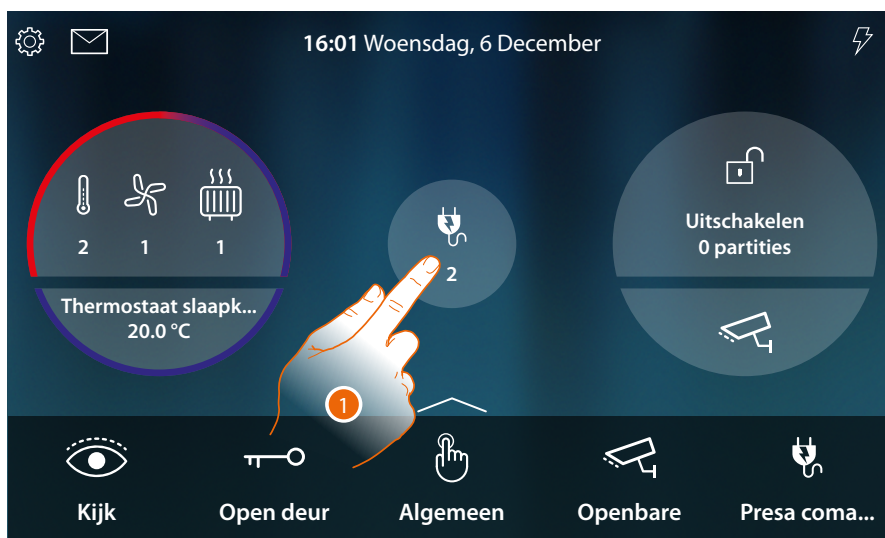 16:01 Woensdag, 6 December
2 1 1
Thermostaat slaapk...
20.0 °C
2
1
Uitschakelen
0 partities
Kijk
Open deur
Algemeen
Openbare
Presa coma...